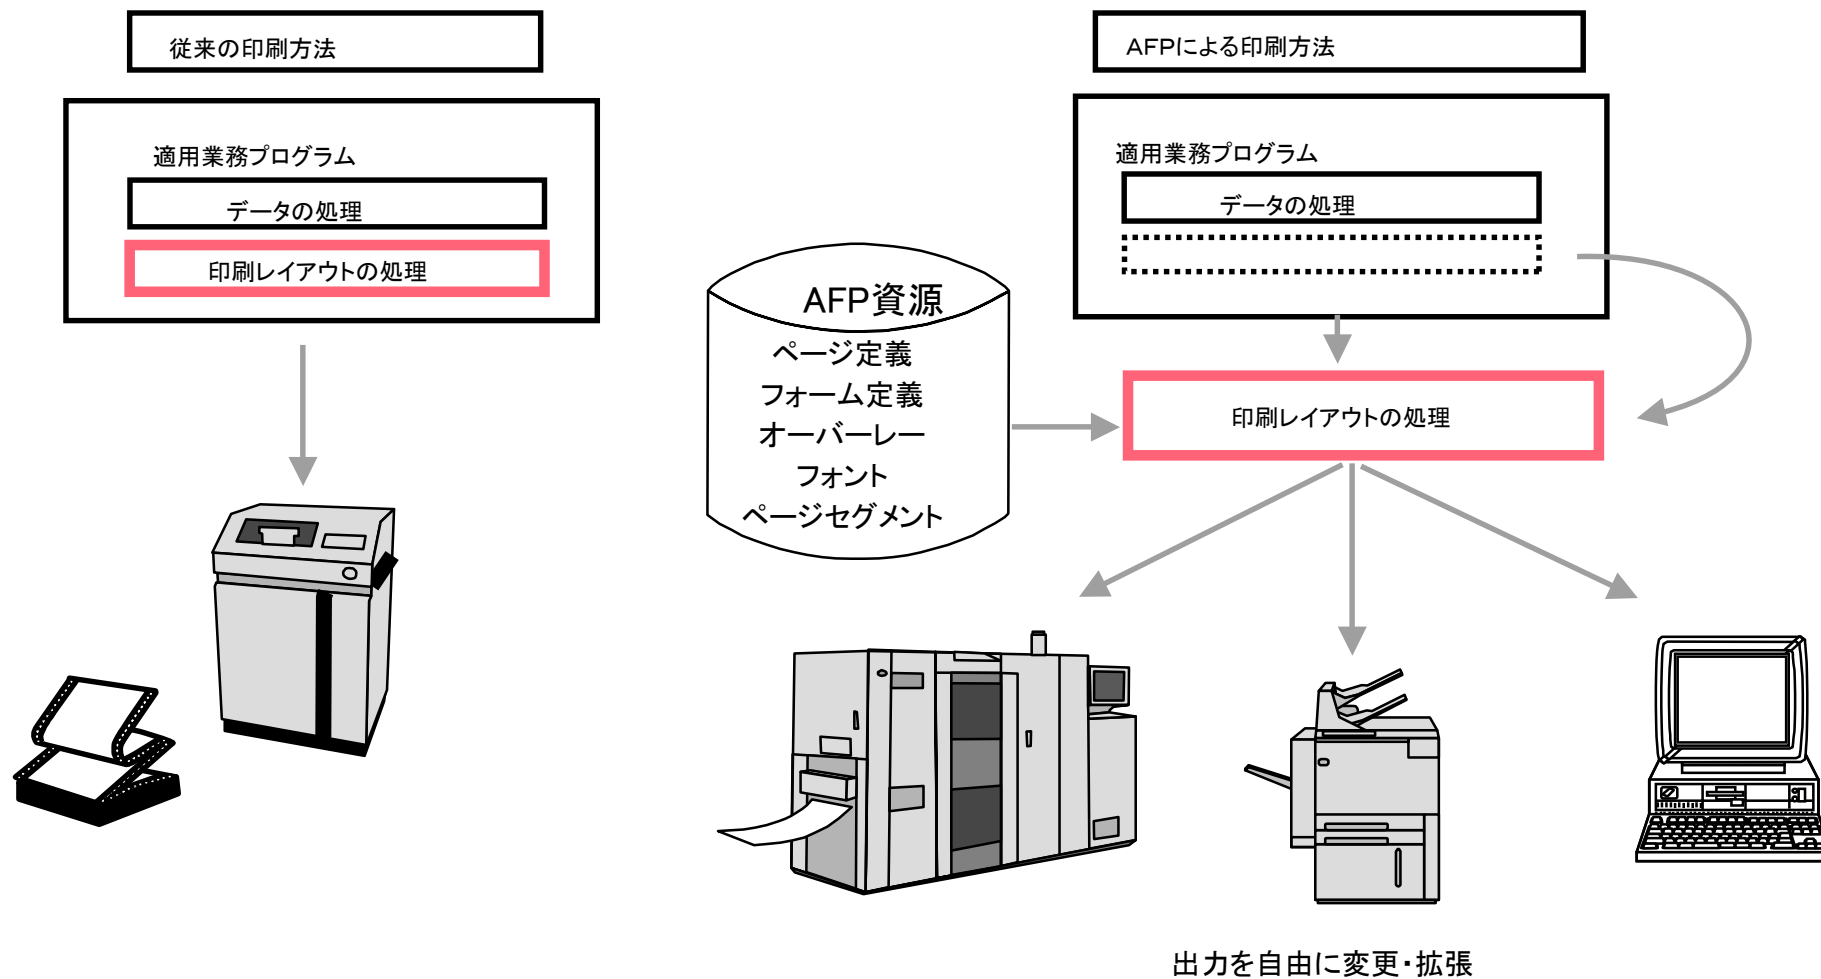 従来の印刷方法
適用業務プログラム
データの処理
印刷レイアウトの処理
AFPによる印刷方法
適用業務プログラム
データの処理
AFP資源
ページ定義
フォーム定義
オーバーレー
フォント
ページセグメント
印刷レイアウトの処理
出力を自由に変更・拡張